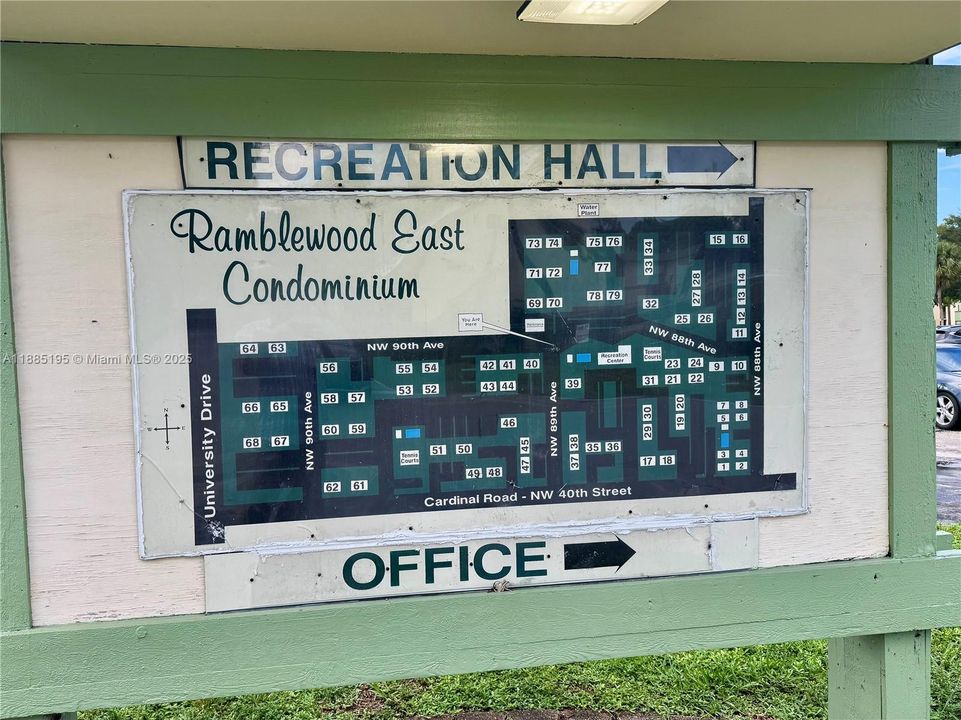 RECREATION HALL
Ramblewood East
Condominium
Water
Plant
73 74 75 76 34 33 15 16
71 72 77
69 70 78 79 32 27 28 14 13
25 26 12 11
You Are
Here
NW 90th Ave
NW 88th Ave
64 63
56 55 54 42 41 40
Recreation
Center
Tennis
Courts
23 24 9 10
66 65 58 57 53 52 43 44 39 31 21 22
NW 88th Ave
University Drive
NW 90th Ave
NW 89th Ave
68 67 60 59 46 29 30 19 20 7 8
5 6
Tennis
Courts
51 50 47 45 37 38 35 36
62 61 49 48 17 18 3 4
1 2
Cardinal Road - NW 40th Street
N
W E
S
OFFICE
A11885195 © Miami MLS® 2025